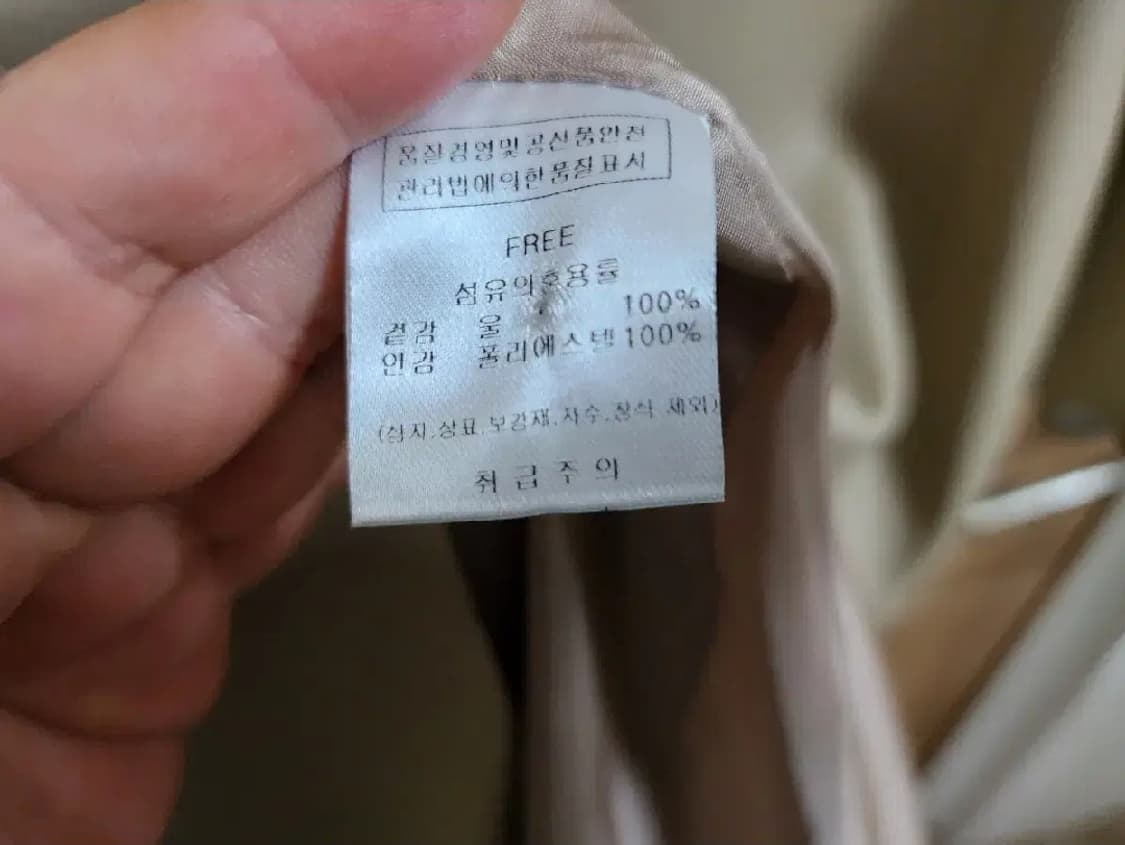 품질경영및공산품안전
관리법에의한품질표시
FREE
섬유의혼용률
겉감 울 100%
안감 폴리에스텔 100%
(심지.상표.보강재.자수.장식 제외)
취급주의